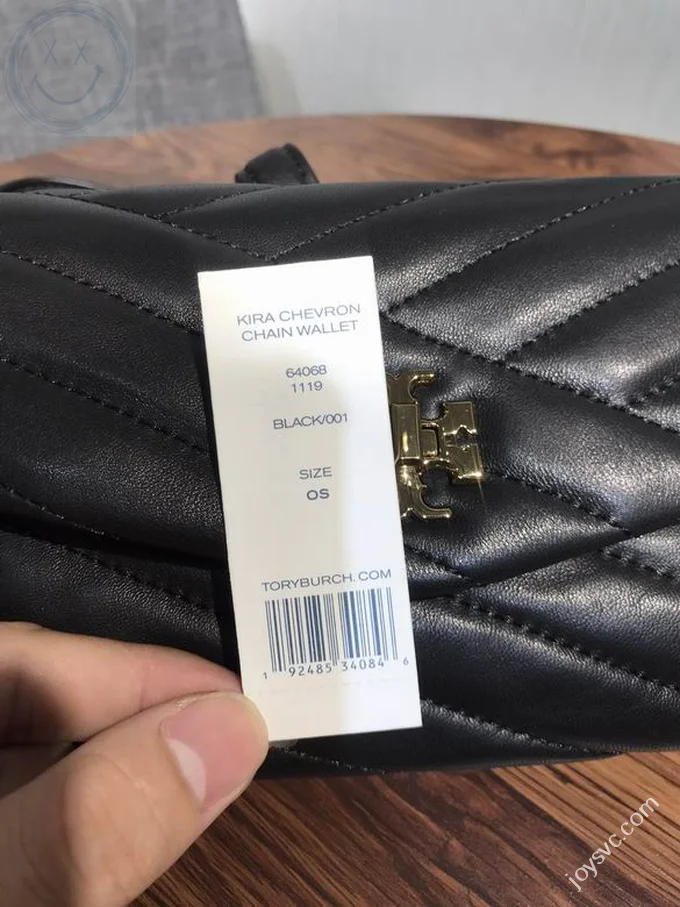 KIRA CHEVRON
CHAIN WALLET
64068
1119
BLACK/001
SIZE
OS
TORYBURCH.COM
1 92485 34084 6
joysvc.com